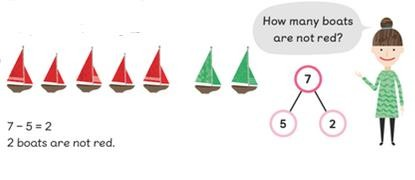 How many boats
are not red?
7
5 2
7 – 5 = 2
2 boats are not red.